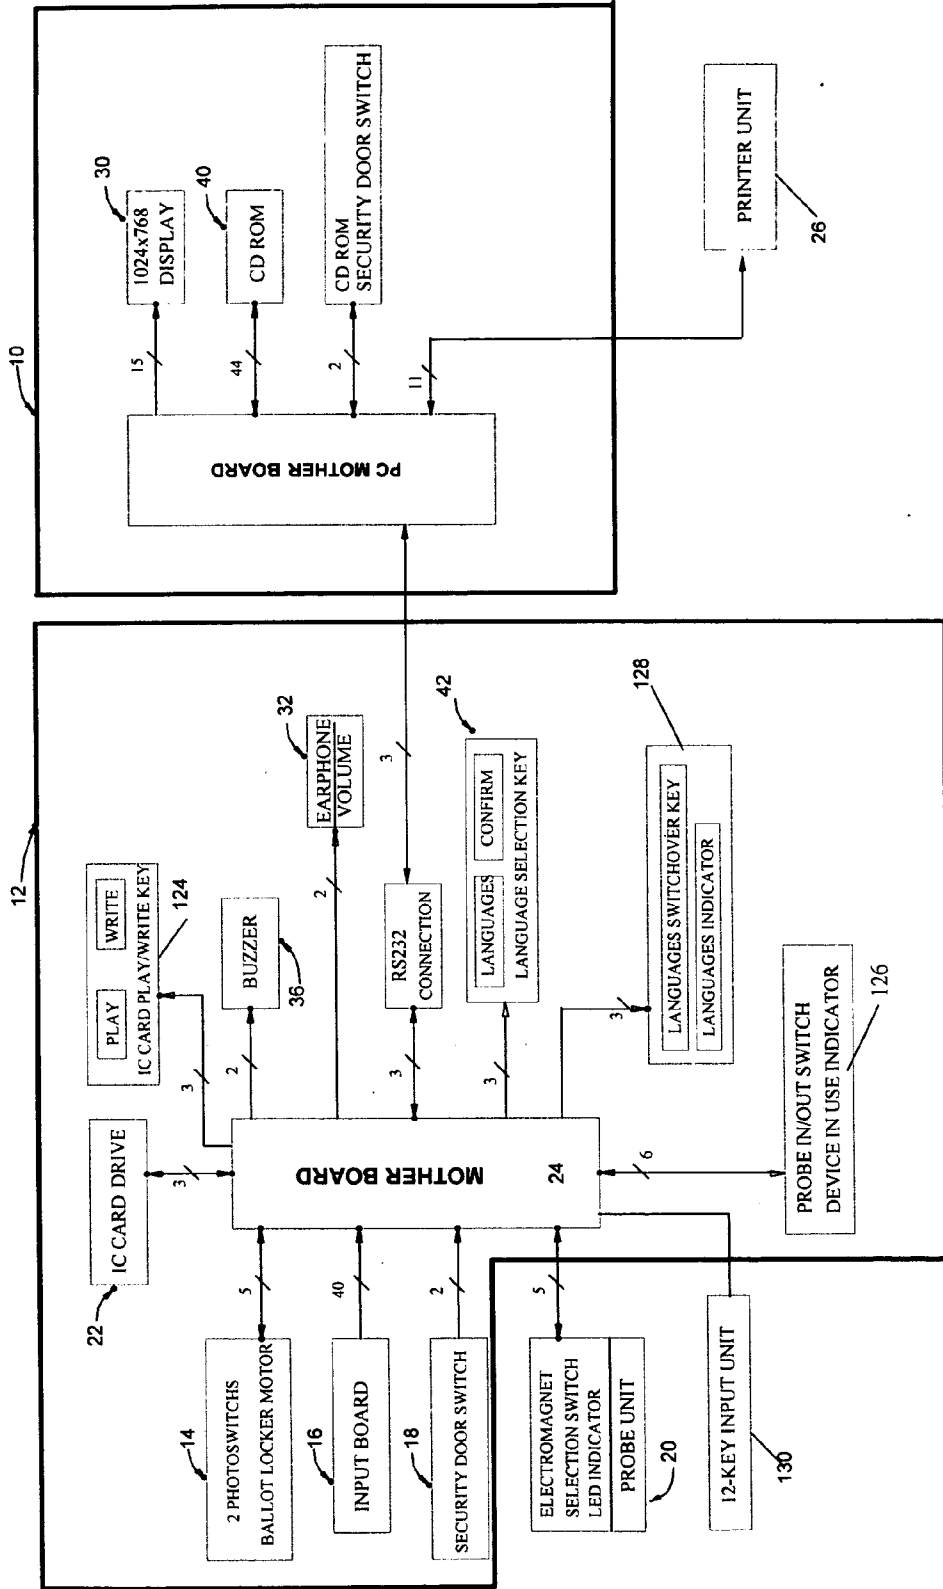 10
30
1024x768
DISPLAY
15
40
CD ROM
44
CD ROM
SECURITY DOOR SWITCH
2
11
PC MOTHER BOARD
PRINTER UNIT
26
12
PLAY
WRITE
IC CARD PLAY/WRITE KEY
124
3
IC CARD DRIVE
22
3
BUZZER
36
2
EARPHONE
VOLUME
32
2
RS232
CONNECTION
3
3
42
LANGUAGES
CONFIRM
LANGUAGE SELECTION KEY
3
128
LANGUAGES SWITCHOVER KEY
LANGUAGES INDICATOR
3
MOTHER BOARD
24
14
2 PHOTOSWITCHS
BALLOT LOCKER MOTOR
5
16
INPUT BOARD
40
18
SECURITY DOOR SWITCH
2
ELECTROMAGNET
SELECTION SWITCH
LED INDICATOR
PROBE UNIT
20
5
12-KEY INPUT UNIT
130
PROBE IN/OUT SWITCH
DEVICE IN USE INDICATOR
126
6